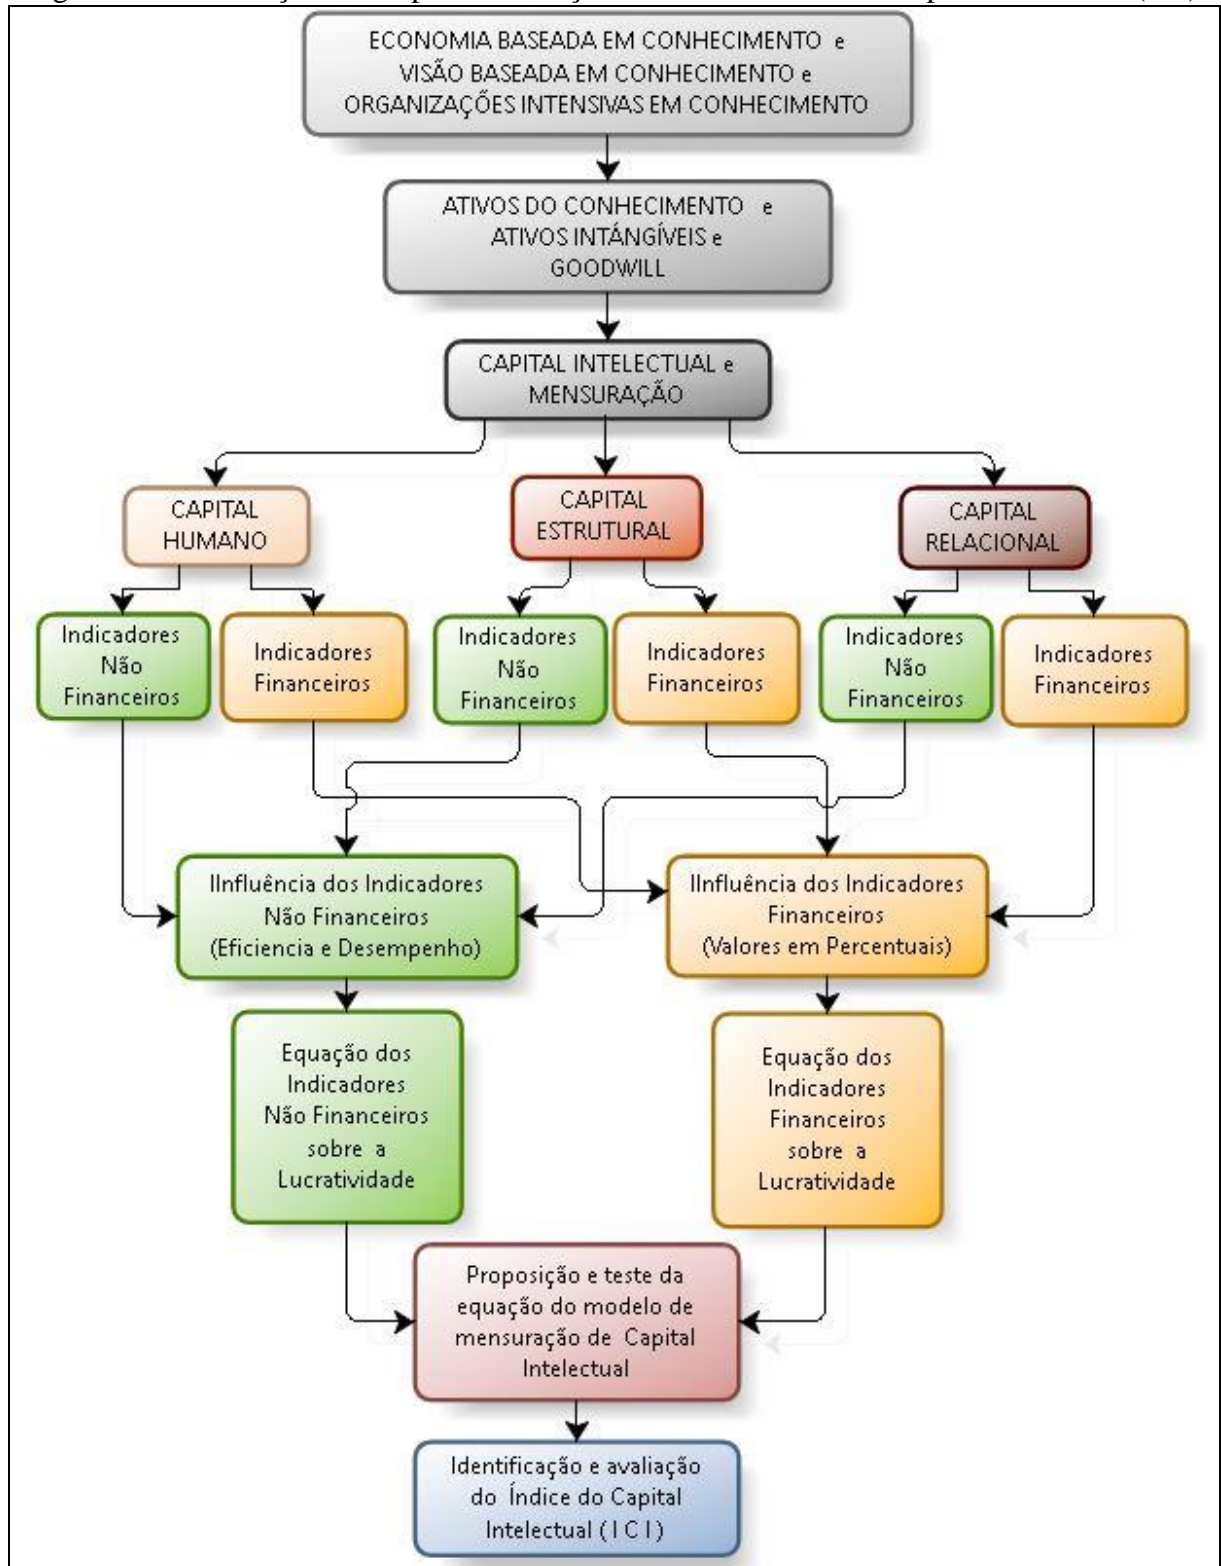 ECONOMIA BASEADA EM CONHECIMENTO e
VISÃO BASEADA EM CONHECIMENTO e
ORGANIZAÇÕES INTENSIVAS EM CONHECIMENTO
ATIVOS DO CONHECIMENTO e
ATIVOS INTÁNGÍVEIS e
GOODWILL
CAPITAL INTELECTUAL e
MENSURAÇÃO
CAPITAL
HUMANO
CAPITAL
ESTRUTURAL
CAPITAL
RELACIONAL
Indicadores
Não
Financeiros
Indicadores
Financeiros
Indicadores
Não
Financeiros
Indicadores
Financeiros
Indicadores
Não
Financeiros
Indicadores
Financeiros
IInfluência dos Indicadores
Não Financeiros
(Eficiencia e Desempenho)
IInfluência dos Indicadores
Financeiros
(Valores em Percentuais)
Equação dos
Indicadores
Não Financeiros
sobre a
Lucratividade
Equação dos
Indicadores
Financeiros
sobre a
Lucratividade
Proposição e teste da
equação do modelo de
mensuração de Capital
Intelectual
Identificação e avaliação
do Índice do Capital
Intelectual ( I C I )